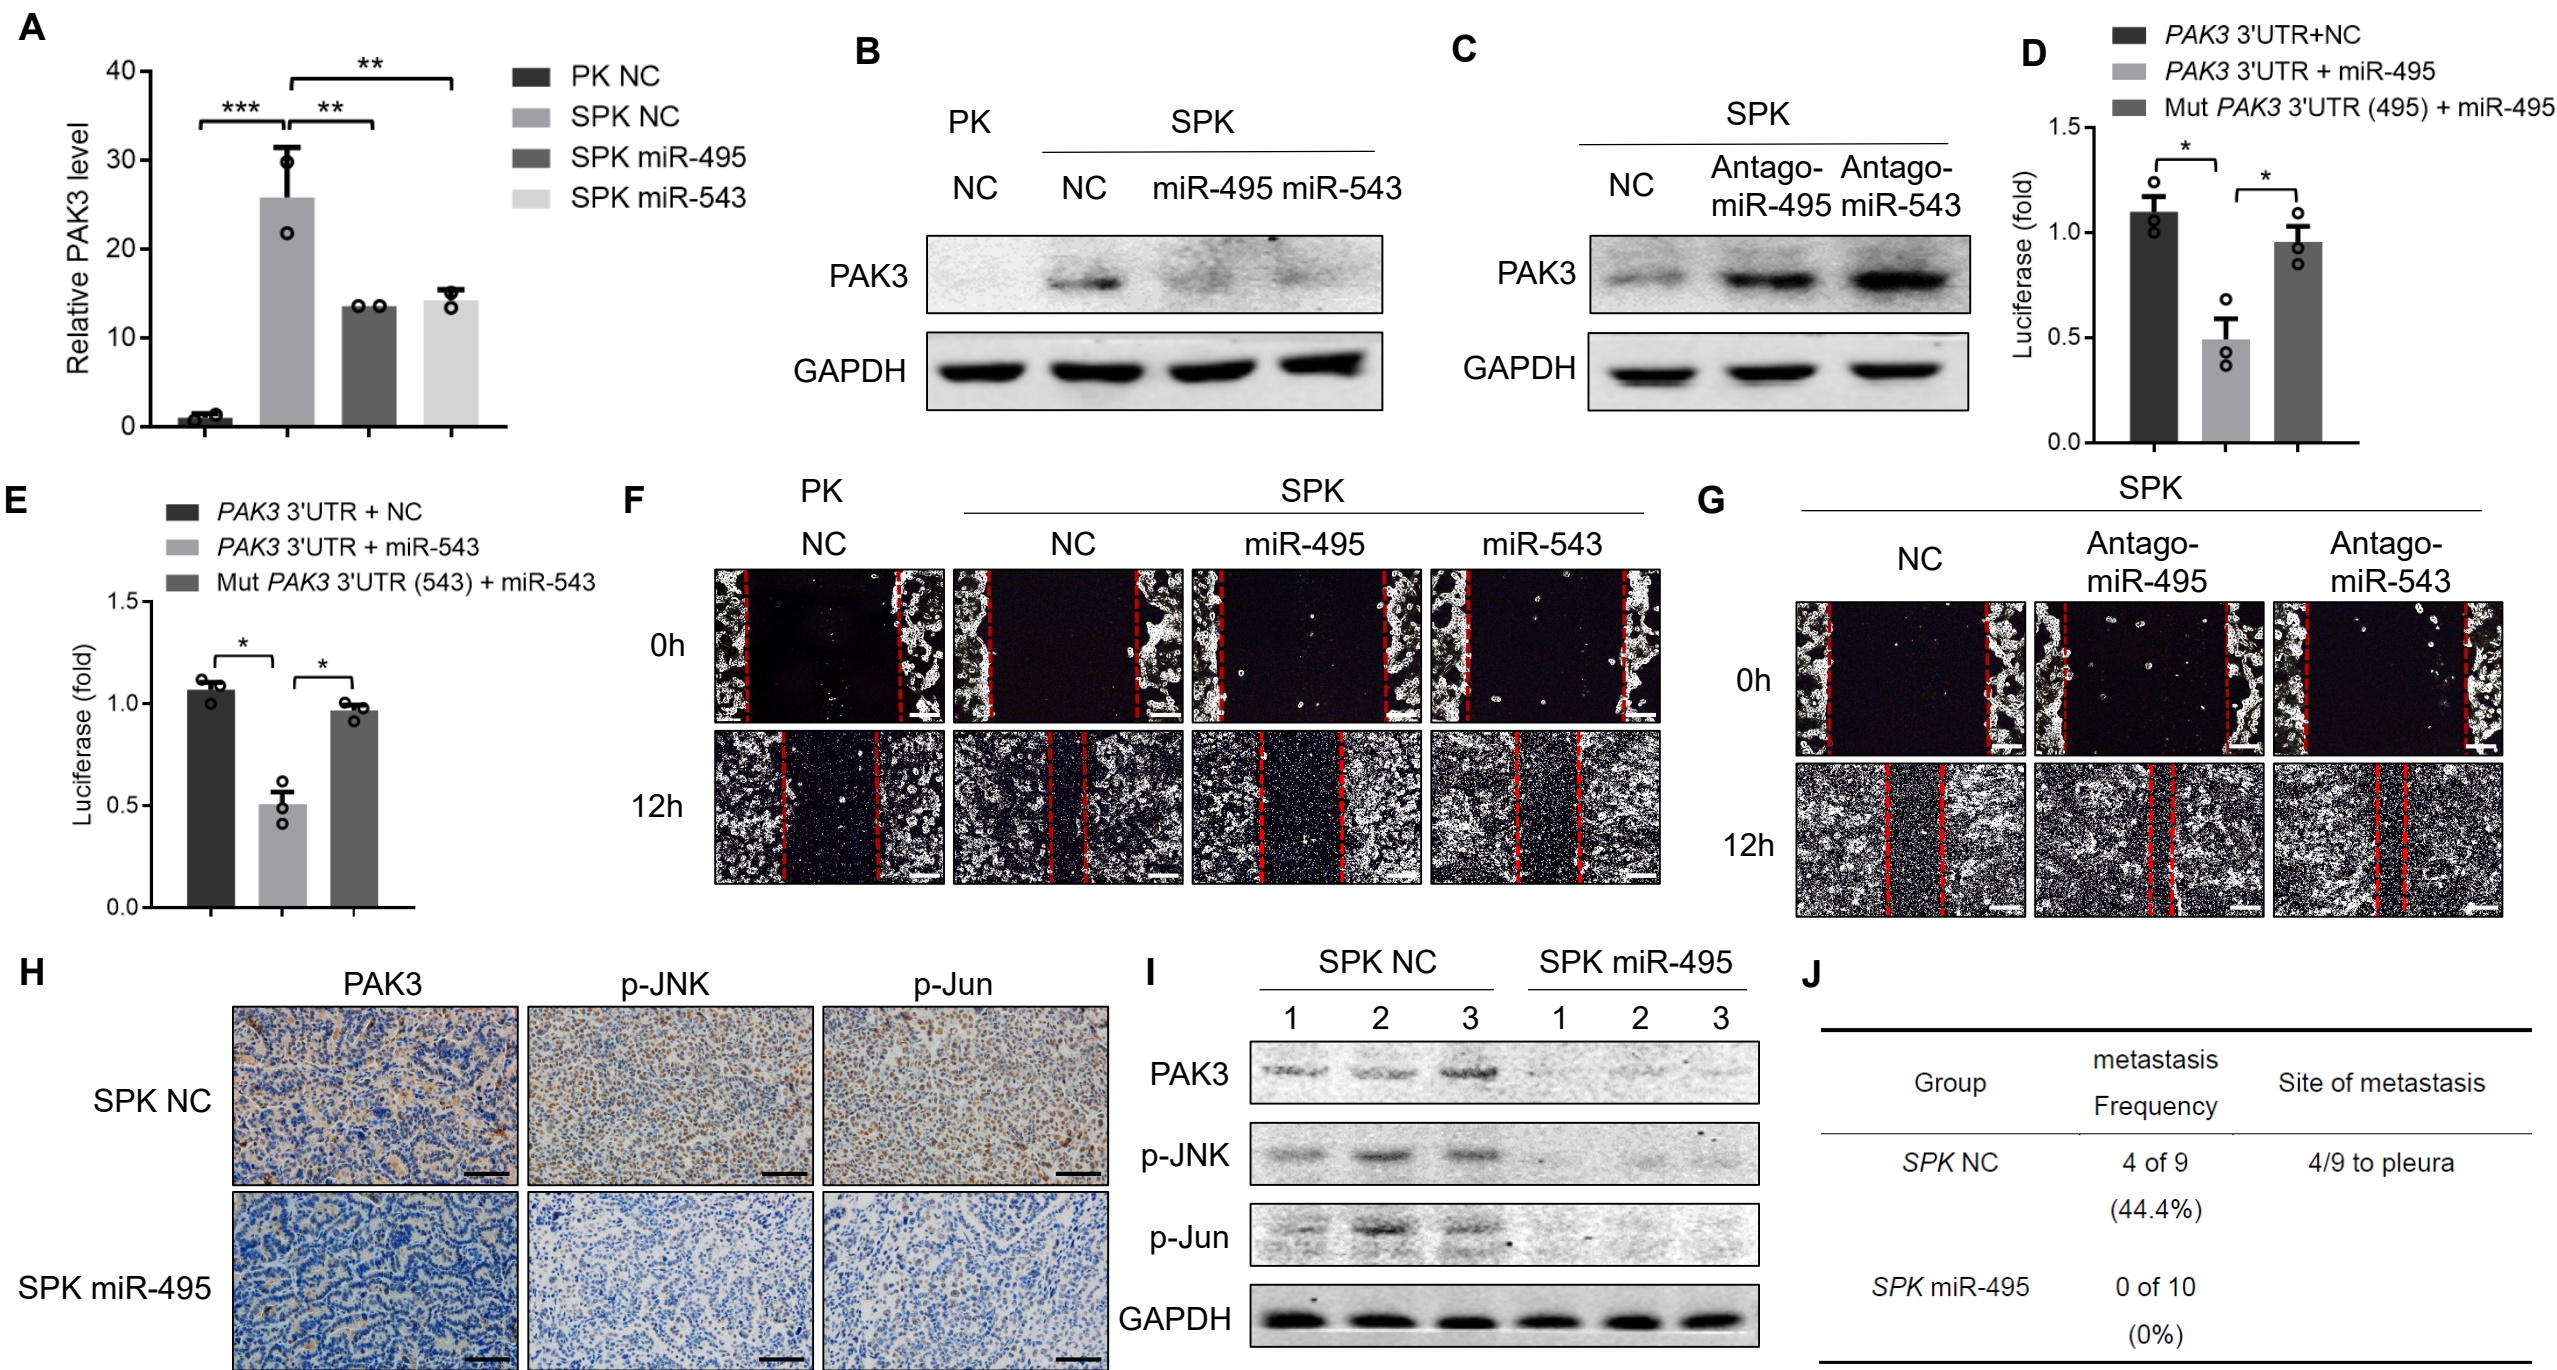 A
Relative PAK3 level
40
30
20
10
0
***
**
**
PK NC
SPK NC
SPK miR-495
SPK miR-543
B
PK
SPK
NC
NC
miR-495
miR-543
PAK3
GAPDH
C
SPK
NC
Antago-
miR-495
Antago-
miR-543
PAK3
GAPDH
D
PAK3 3'UTR+NC
PAK3 3'UTR + miR-495
Mut PAK3 3'UTR (495) + miR-495
Luciferase (fold)
1.5
1.0
0.5
0.0
*
*
E
PAK3 3'UTR + NC
PAK3 3'UTR + miR-543
Mut PAK3 3'UTR (543) + miR-543
Luciferase (fold)
1.5
1.0
0.5
0.0
*
*
F
PK
SPK
NC
NC
miR-495
miR-543
0h
12h
G
SPK
NC
Antago-
miR-495
Antago-
miR-543
0h
12h
H
PAK3
p-JNK
p-Jun
SPK NC
SPK miR-495
I
SPK NC
SPK miR-495
1 2 3 1 2 3
PAK3
p-JNK
p-Jun
GAPDH
J
Group
metastasis
Frequency
Site of metastasis
SPK NC
4 of 9
(44.4%)
4/9 to pleura
SPK miR-495
0 of 10
(0%)